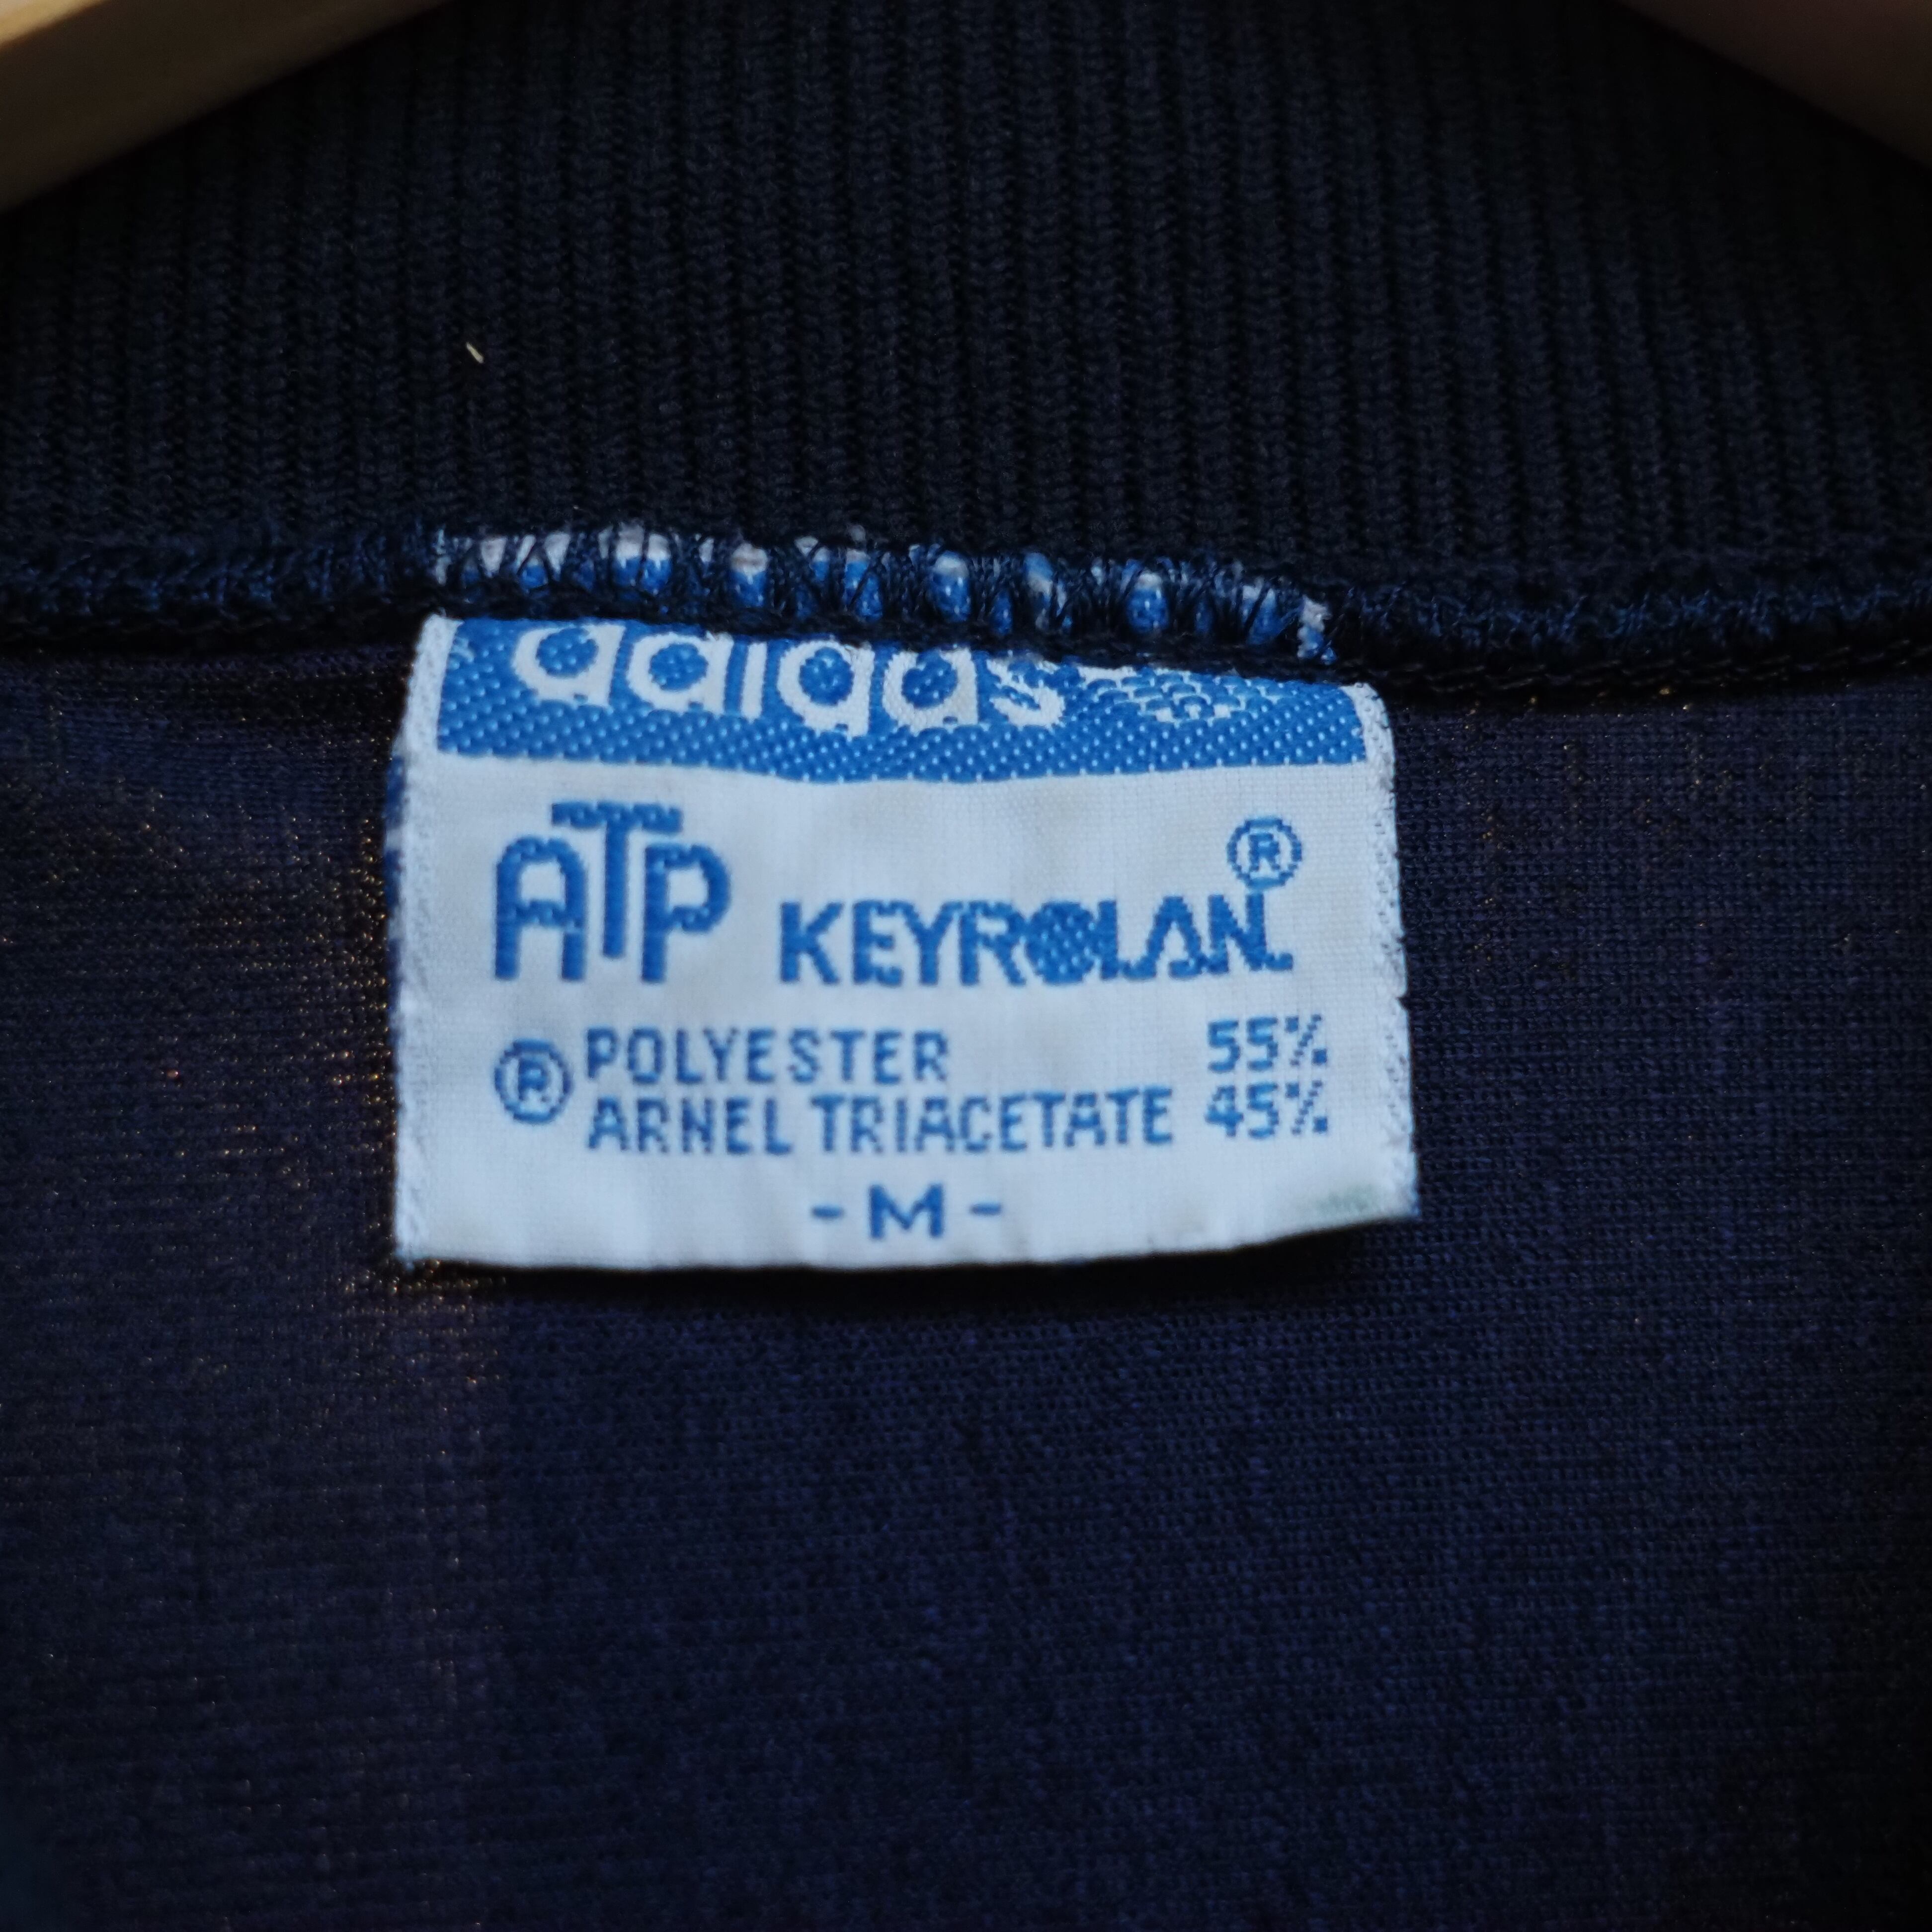 adidas
ATP KEYROLAN ®
® POLYESTER 55%
ARNEL TRIACETATE 45%
- M -